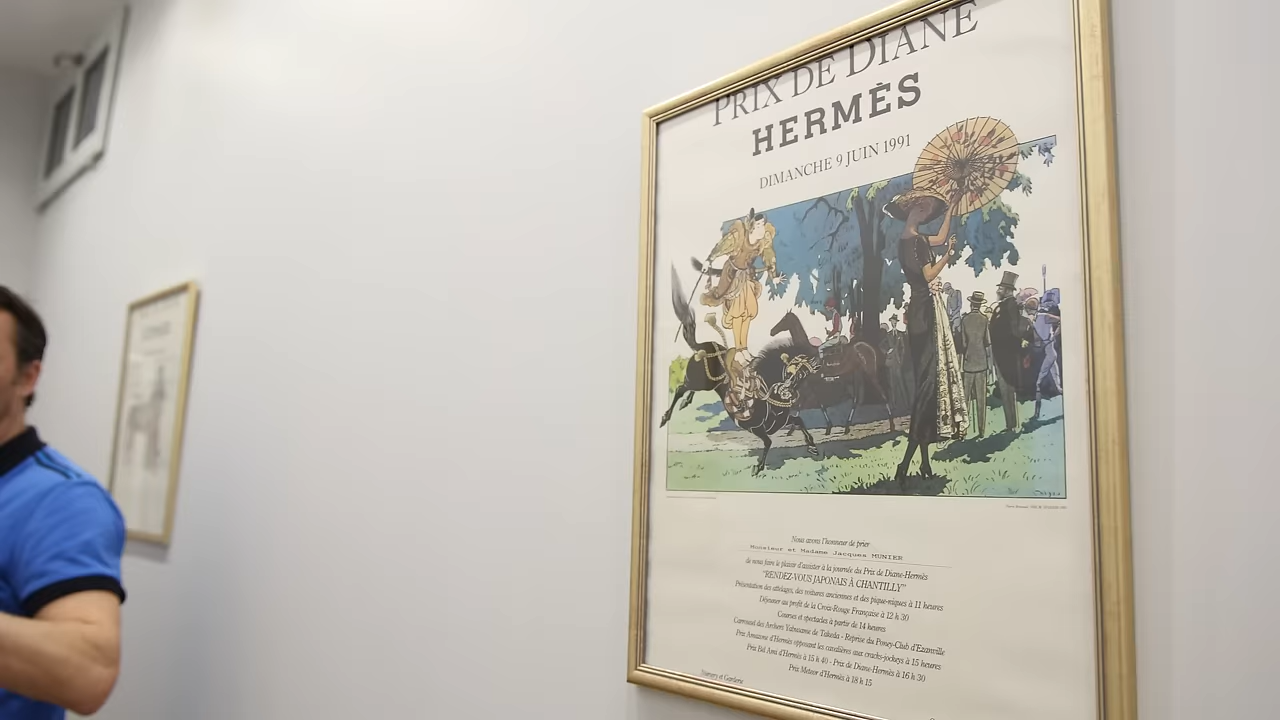 PRIX DE DIANE
HERMÈS
DIMANCHE 9 JUIN 1991
Nous avons l'honneur de prier
Monsieur et Madame Jacques MUNIER
de nous faire le plaisir d'assister à la journée du Prix de Diane-Hermès
"RENDEZ-VOUS JAPONAIS À CHANTILLY"
Présentation des attelages, des voitures anciennes et des pique-niques à 11 heures
Déjeuner au profit de la Croix-Rouge Française à 12 h 30
Courses et spectacles à partir de 14 heures
Carrousel des Archers Yabusame de Takeda - Reprise du Poney-Club d'Ezanville
Prix Amazone d'Hermès opposant les cavalières aux cracks-jockeys à 15 heures
Prix Bel Ami d'Hermès à 15 h 40 - Prix de Diane-Hermès à 16 h 30
Prix Meteor d'Hermès à 18 h 15